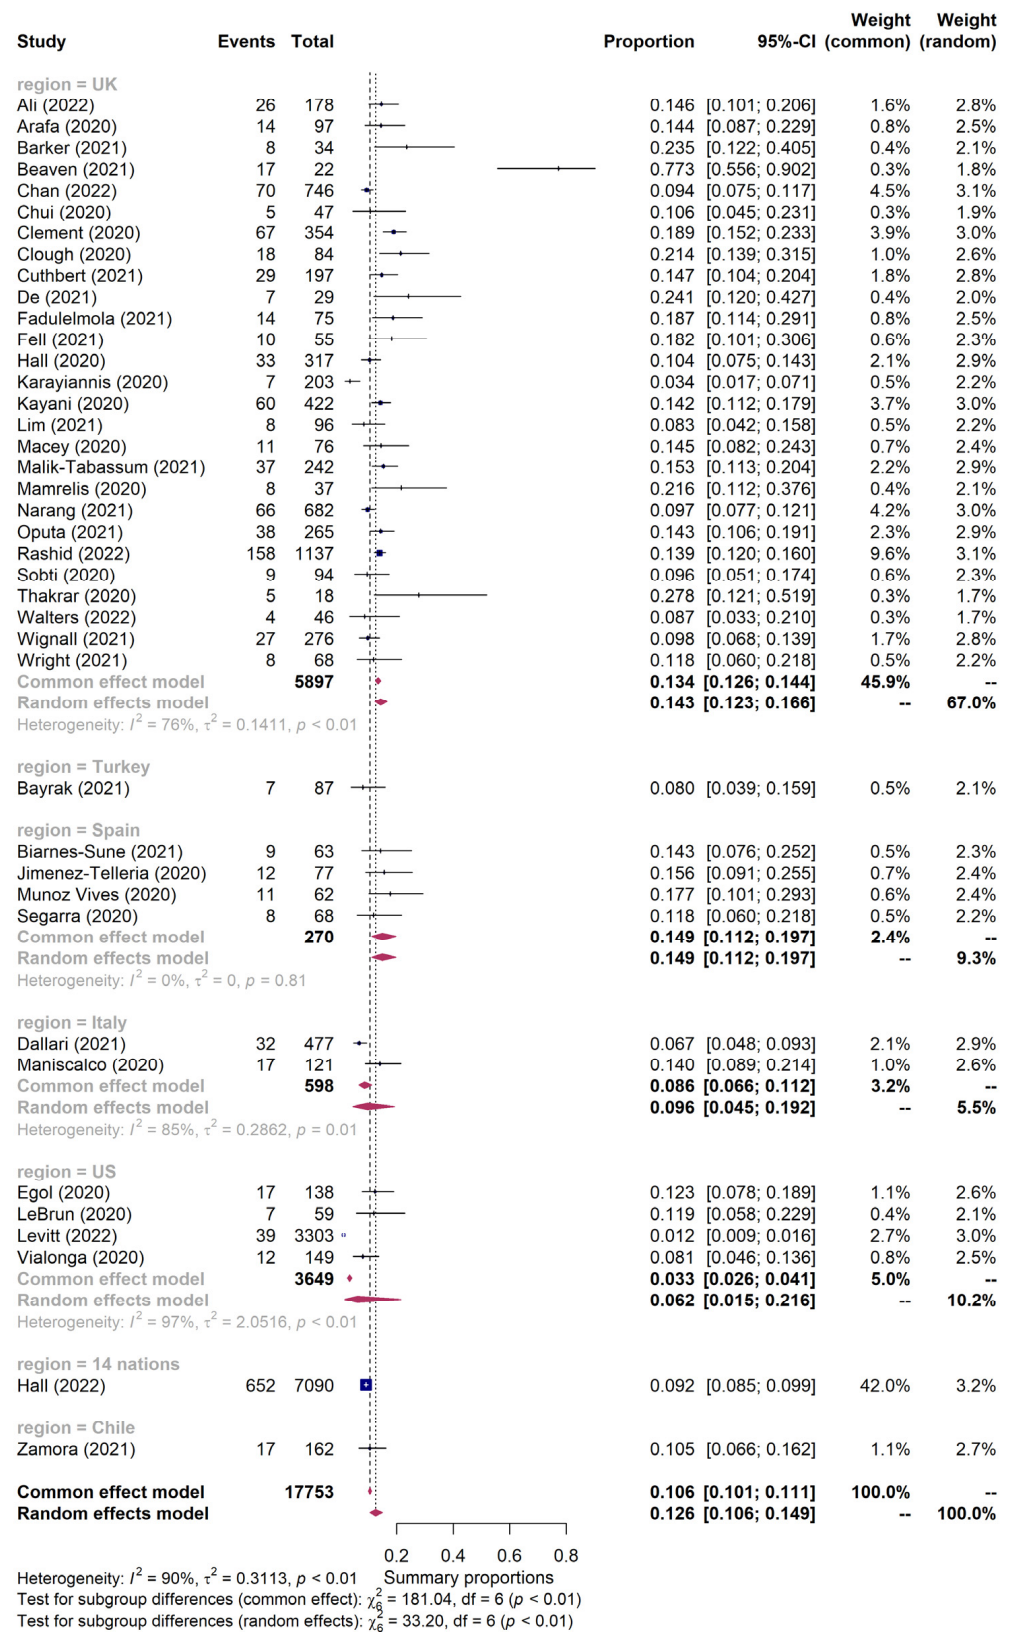 Weight Weight
Study Events Total Proportion 95%-CI (common) (random)
region = UK
Ali (2022) 26 178 0.146 [0.101; 0.206] 1.6% 2.8%
Arafa (2020) 14 97 0.144 [0.087; 0.229] 0.8% 2.5%
Barker (2021) 8 34 0.235 [0.122; 0.405] 0.4% 2.1%
Beaven (2021) 17 22 0.773 [0.556; 0.902] 0.3% 1.8%
Chan (2022) 70 746 0.094 [0.075; 0.117] 4.5% 3.1%
Chui (2020) 5 47 0.106 [0.045; 0.231] 0.3% 1.9%
Clement (2020) 67 354 0.189 [0.152; 0.233] 3.9% 3.0%
Clough (2020) 18 84 0.214 [0.139; 0.315] 1.0% 2.6%
Cuthbert (2021) 29 197 0.147 [0.104; 0.204] 1.8% 2.8%
De (2021) 7 29 0.241 [0.120; 0.427] 0.4% 2.0%
Fadulelmola (2021) 14 75 0.187 [0.114; 0.291] 0.8% 2.5%
Fell (2021) 10 55 0.182 [0.101; 0.306] 0.6% 2.3%
Hall (2020) 33 317 0.104 [0.075; 0.143] 2.1% 2.9%
Karayiannis (2020) 7 203 0.034 [0.017; 0.071] 0.5% 2.2%
Kayani (2020) 60 422 0.142 [0.112; 0.179] 3.7% 3.0%
Lim (2021) 8 96 0.083 [0.042; 0.158] 0.5% 2.2%
Macey (2020) 11 76 0.145 [0.082; 0.243] 0.7% 2.4%
Malik-Tabassum (2021) 37 242 0.153 [0.113; 0.204] 2.2% 2.9%
Mamrelis (2020) 8 37 0.216 [0.112; 0.376] 0.4% 2.1%
Narang (2021) 66 682 0.097 [0.077; 0.121] 4.2% 3.0%
Oputa (2021) 38 265 0.143 [0.106; 0.191] 2.3% 2.9%
Rashid (2022) 158 1137 0.139 [0.120; 0.160] 9.6% 3.1%
Sobti (2020) 9 94 0.096 [0.051; 0.174] 0.6% 2.3%
Thakrar (2020) 5 18 0.278 [0.121; 0.519] 0.3% 1.7%
Walters (2022) 4 46 0.087 [0.033; 0.210] 0.3% 1.7%
Wignall (2021) 27 276 0.098 [0.068; 0.139] 1.7% 2.8%
Wright (2021) 8 68 0.118 [0.060; 0.218] 0.5% 2.2%
Common effect model 5897 0.134 [0.126; 0.144] 45.9% --
Random effects model 0.143 [0.123; 0.166] -- 67.0%
Heterogeneity: I² = 76%, τ² = 0.1411, p < 0.01
region = Turkey
Bayrak (2021) 7 87 0.080 [0.039; 0.159] 0.5% 2.1%
region = Spain
Biarnes-Sune (2021) 9 63 0.143 [0.076; 0.252] 0.5% 2.3%
Jimenez-Telleria (2020) 12 77 0.156 [0.091; 0.255] 0.7% 2.4%
Munoz Vives (2020) 11 62 0.177 [0.101; 0.293] 0.6% 2.4%
Segarra (2020) 8 68 0.118 [0.060; 0.218] 0.5% 2.2%
Common effect model 270 0.149 [0.112; 0.197] 2.4% --
Random effects model 0.149 [0.112; 0.197] -- 9.3%
Heterogeneity: I² = 0%, τ² = 0, p = 0.81
region = Italy
Dallari (2021) 32 477 0.067 [0.048; 0.093] 2.1% 2.9%
Maniscalco (2020) 17 121 0.140 [0.089; 0.214] 1.0% 2.6%
Common effect model 598 0.086 [0.066; 0.112] 3.2% --
Random effects model 0.096 [0.045; 0.192] -- 5.5%
Heterogeneity: I² = 85%, τ² = 0.2862, p = 0.01
region = US
Egol (2020) 17 138 0.123 [0.078; 0.189] 1.1% 2.6%
LeBrun (2020) 7 59 0.119 [0.058; 0.229] 0.4% 2.1%
Levitt (2022) 39 3303 0.012 [0.009; 0.016] 2.7% 3.0%
Vialonga (2020) 12 149 0.081 [0.046; 0.136] 0.8% 2.5%
Common effect model 3649 0.033 [0.026; 0.041] 5.0% --
Random effects model 0.062 [0.015; 0.216] -- 10.2%
Heterogeneity: I² = 97%, τ² = 2.0516, p < 0.01
region = 14 nations
Hall (2022) 652 7090 0.092 [0.085; 0.099] 42.0% 3.2%
region = Chile
Zamora (2021) 17 162 0.105 [0.066; 0.162] 1.1% 2.7%
Common effect model 17753 0.106 [0.101; 0.111] 100.0% --
Random effects model 0.126 [0.106; 0.149] -- 100.0%
0.2 0.4 0.6 0.8
Heterogeneity: I² = 90%, τ² = 0.3113, p < 0.01 Summary proportions
Test for subgroup differences (common effect): χ²₆ = 181.04, df = 6 (p < 0.01)
Test for subgroup differences (random effects): χ²₆ = 33.20, df = 6 (p < 0.01)